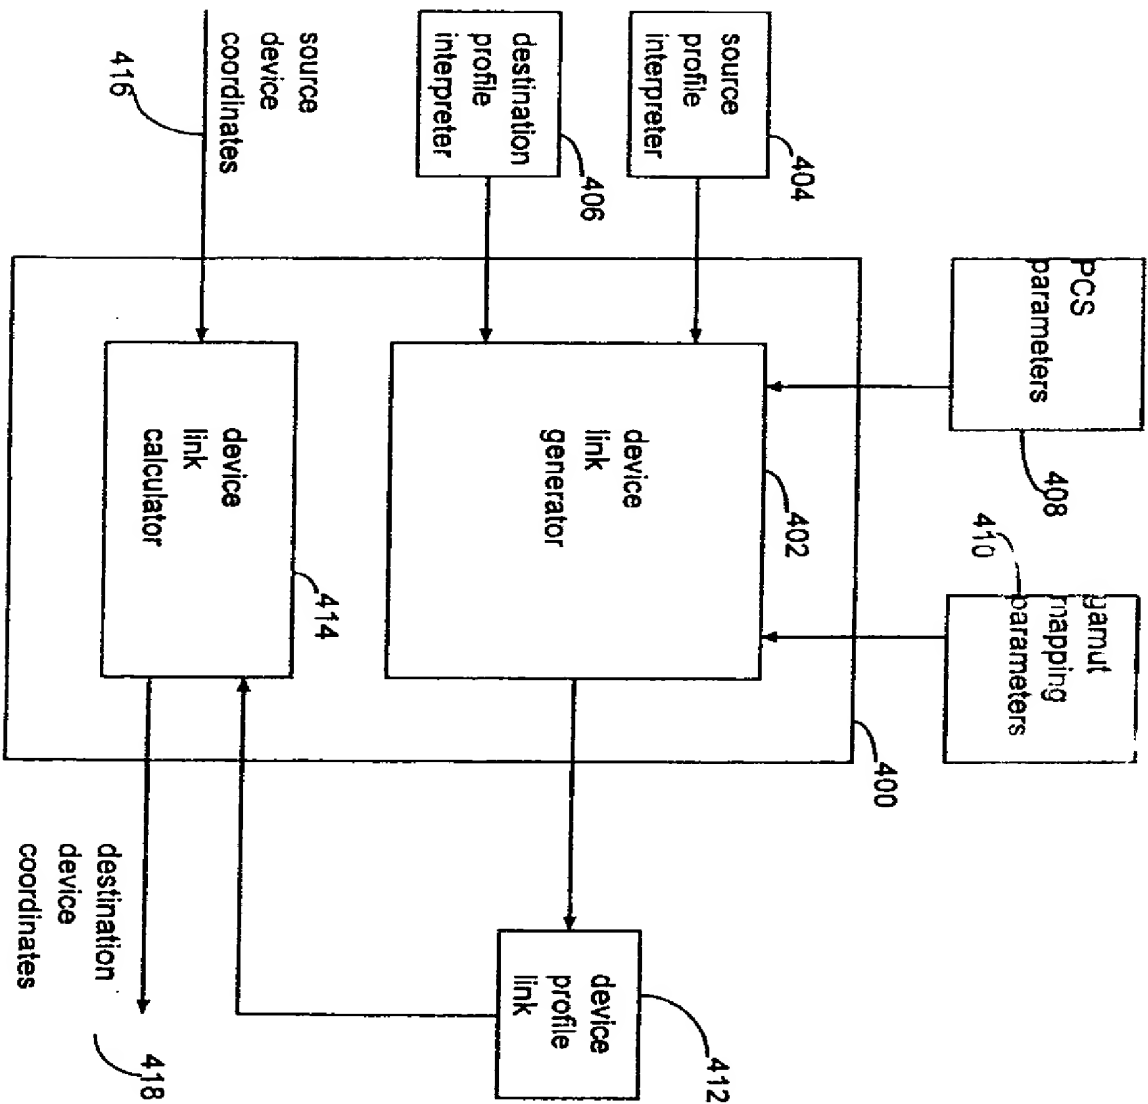 PCS
parameters
408
gamut
mapping
parameters
410
source
profile
interpreter
404
402
400
device
link
generator
destination
profile
interpreter
406
device
profile
link
412
source
device
coordinates
416
device
link
calculator
414
destination
device
coordinates
418